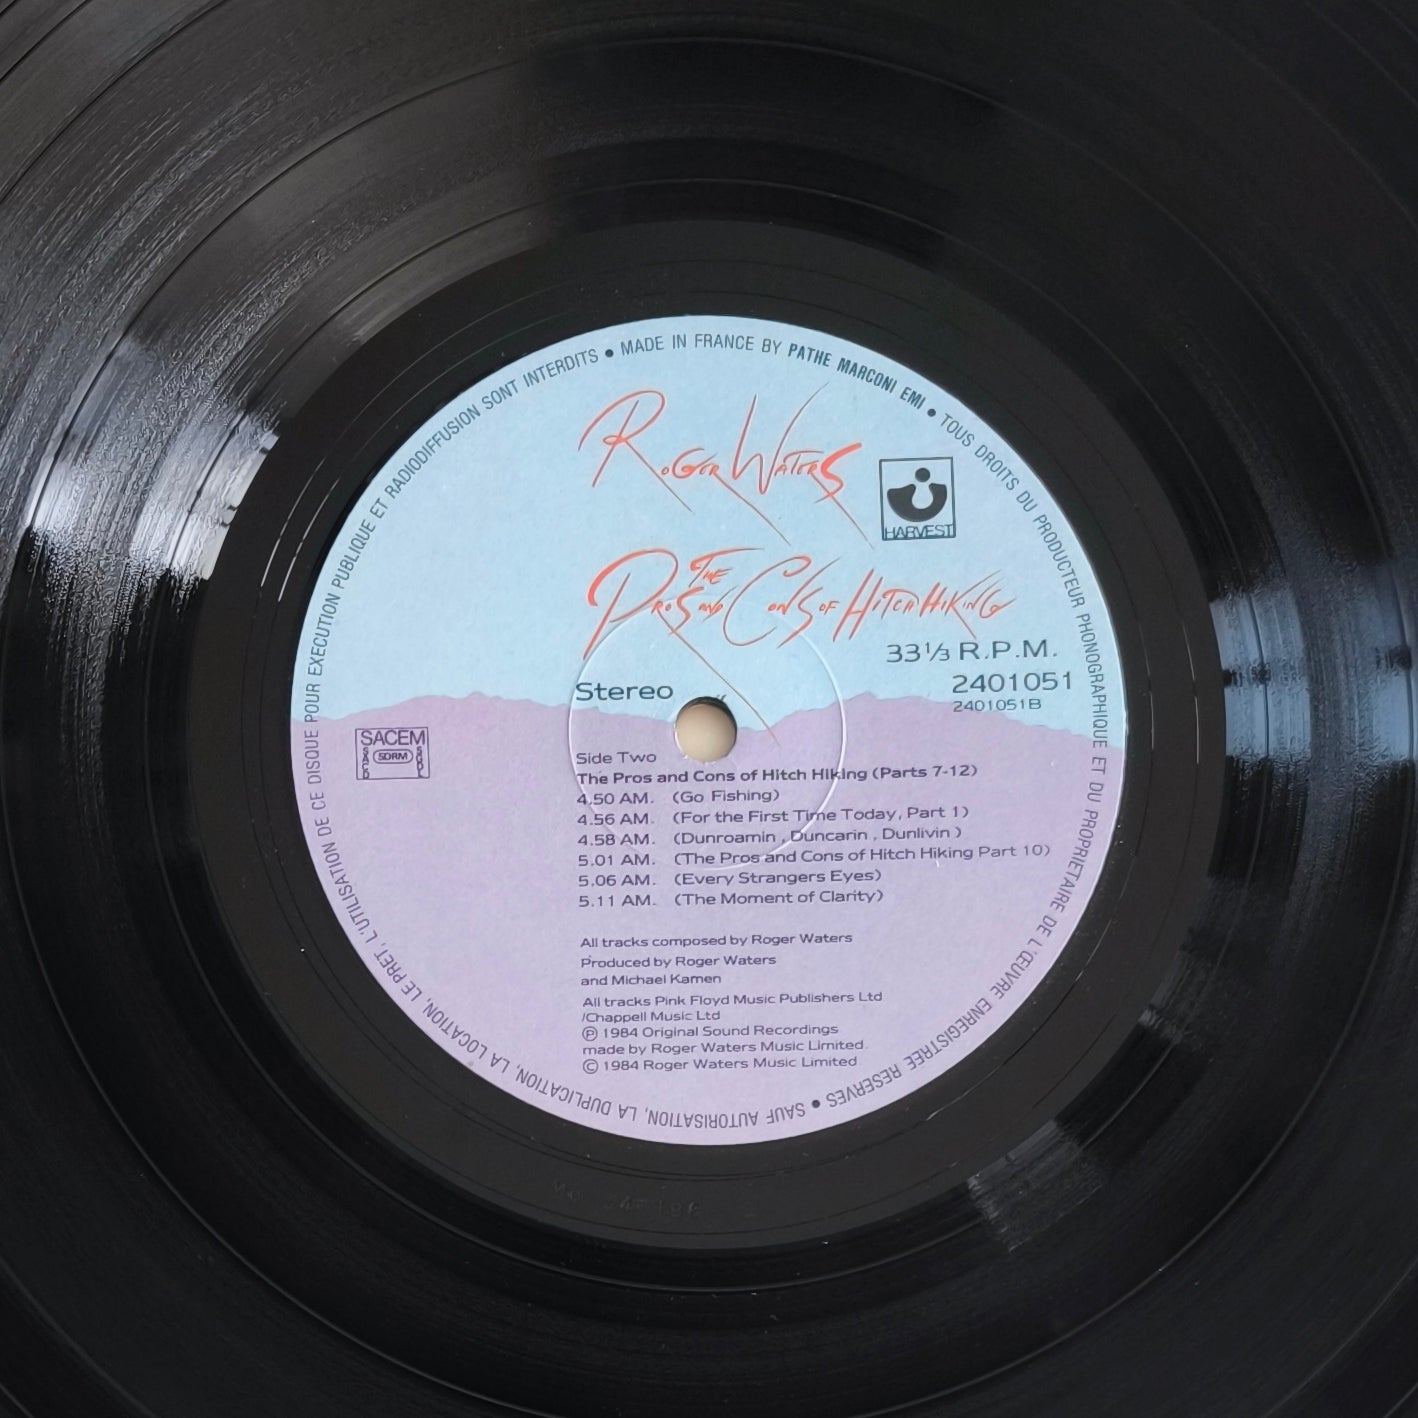 L'UTILISATION DE CE DISQUE POUR EXECUTION PUBLIQUE ET RADIODIFFUSION SONT INTERDITS • MADE IN FRANCE BY PATHE MARCONI EMI • TOUS DROITS DU PRODUCTEUR PHONOGRAPHIQUE ET DU PROPRIETAIRE DE L'ŒUVRE ENREGISTREE RESERVES • SAUF AUTORISATION, LA DUPLICATION, LA LOCATION, LE PRET,
ROGER WATERS
HARVEST
THE PROS AND CONS OF HITCH HIKING
33⅓ R.P.M.
Stereo
2401051
2401051B
SACEM
SACD SDRM SGDL
Side Two
The Pros and Cons of Hitch Hiking (Parts 7-12)
4.50 AM. (Go Fishing)
4.56 AM. (For the First Time Today, Part 1)
4.58 AM. (Dunroamin , Duncarin , Dunlivin )
5.01 AM. (The Pros and Cons of Hitch Hiking Part 10)
5.06 AM. (Every Strangers Eyes)
5.11 AM. (The Moment of Clarity)
All tracks composed by Roger Waters
Produced by Roger Waters
and Michael Kamen
All tracks Pink Floyd Music Publishers Ltd
/Chappell Music Ltd
℗ 1984 Original Sound Recordings
made by Roger Waters Music Limited.
© 1984 Roger Waters Music Limited